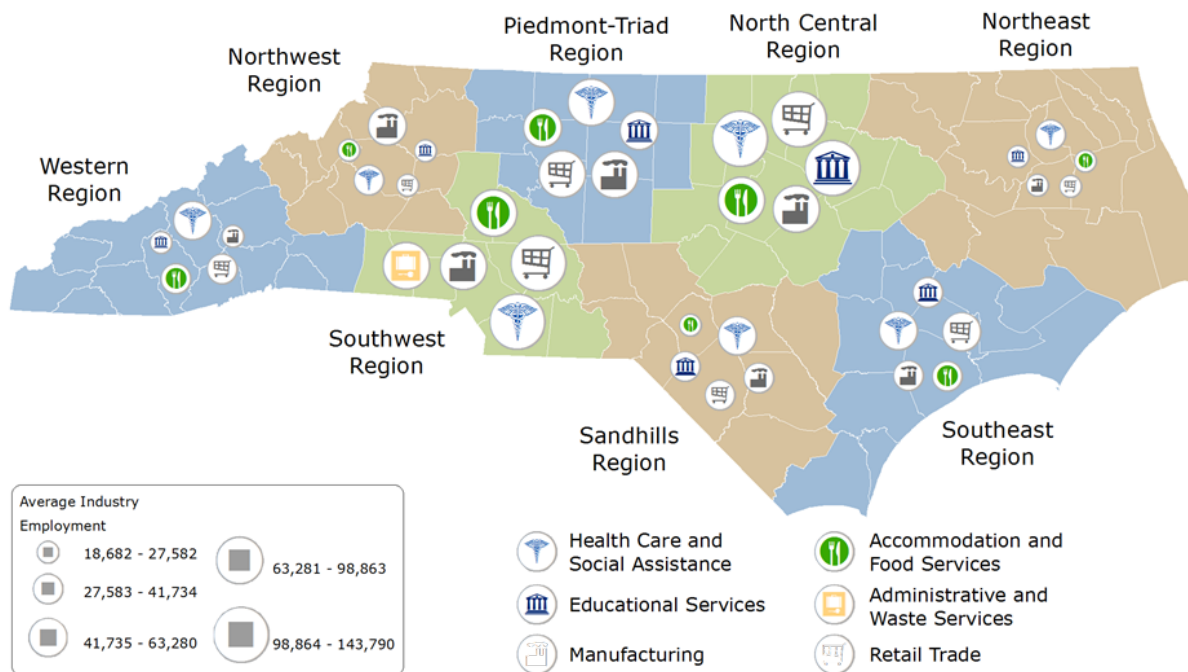 Piedmont-Triad
Region
North Central
Region
Northeast
Region
Northwest
Region
Western
Region
Southwest
Region
Sandhills
Region
Southeast
Region
Average Industry
Employment
18,682 - 27,582
27,583 - 41,734
41,735 - 63,280
63,281 - 98,863
98,864 - 143,790
Health Care and
Social Assistance
Educational Services
Manufacturing
Accommodation and
Food Services
Administrative and
Waste Services
Retail Trade